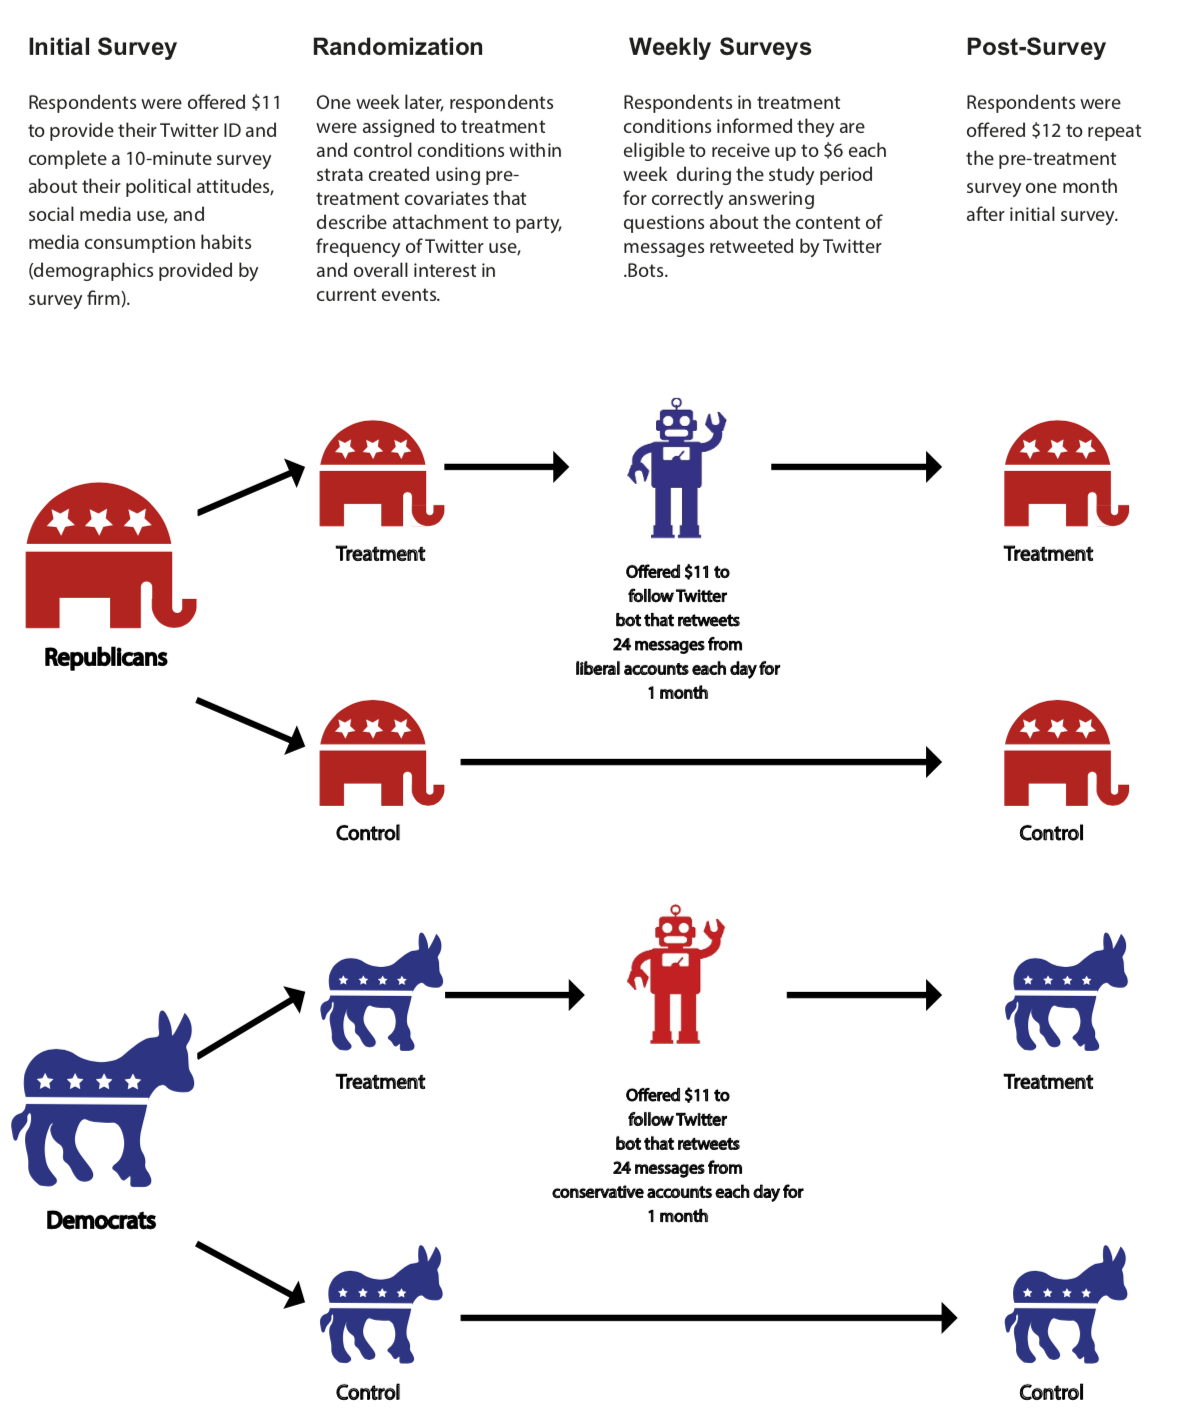 Initial Survey
Respondents were offered $11
to provide their Twitter ID and
complete a 10-minute survey
about their political attitudes,
social media use, and
media consumption habits
(demographics provided by
survey firm).
Randomization
One week later, respondents
were assigned to treatment
and control conditions within
strata created using pre-
treatment covariates that
describe attachment to party,
frequency of Twitter use,
and overall interest in
current events.
Weekly Surveys
Respondents in treatment
conditions informed they are
eligible to receive up to $6 each
week during the study period
for correctly answering
questions about the content of
messages retweeted by Twitter
.Bots.
Post-Survey
Respondents were
offered $12 to repeat
the pre-treatment
survey one month
after initial survey.
Republicans
Treatment
Offered $11 to
follow Twitter
bot that retweets
24 messages from
liberal accounts each day for
1 month
Treatment
Control
Control
Democrats
Treatment
Offered $11 to
follow Twitter
bot that retweets
24 messages from
conservative accounts each day for
1 month
Treatment
Control
Control